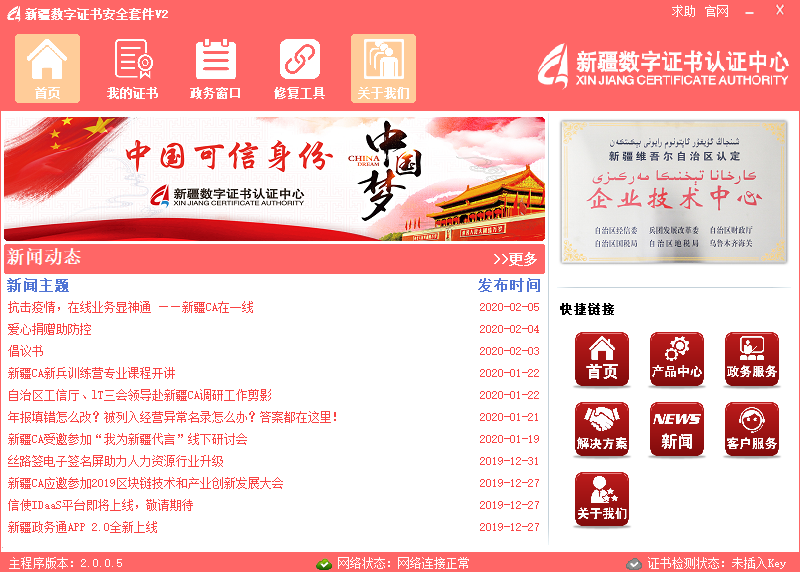 新疆数字证书安全套件V2
求助 官网
首页
我的证书
政务窗口
修复工具
关于我们
新疆数字证书认证中心
XIN JIANG CERTIFICATE AUTHORITY
中国可信身份
CHINA DREAM
中国梦
新疆数字证书认证中心
XIN JIANG CERTIFICATE AUTHORITY
新疆维吾尔自治区认定
企业技术中心
自治区经信委 兵团发展改革委 自治区财政厅
自治区国税局 自治区地税局 乌鲁木齐海关
新闻动态
>>更多
新闻主题 发布时间
抗击疫情，在线业务显神通 一一新疆CA在一线 2020-02-05
爱心捐赠助防控 2020-02-04
倡议书 2020-02-03
新疆CA新兵训练营专业课程开讲 2020-01-22
自治区工信厅、lT三会领导赴新疆CA调研工作剪影 2020-01-22
年报填错怎么改？被列入经营异常名录怎么办？答案都在这里！ 2020-01-21
新疆CA受邀参加“我为新疆代言”线下研讨会 2020-01-19
丝路签电子签名屏助力人力资源行业升级 2019-12-31
新疆CA应邀参加2019区块链技术和产业创新发展大会 2019-12-27
信使IDaaS平台即将上线，敬请期待 2019-12-27
新疆政务通APP 2.0全新上线 2019-12-27
快捷链接
首页
产品中心
政务服务
解决方案
NEWS
新闻
客户服务
关于我们
主程序版本：2.0.0.5
网络状态：网络连接正常
证书检测状态：未插入Key